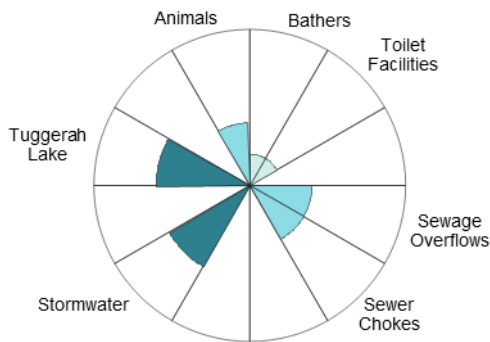 Animals
Bathers
Toilet
Facilities
Tuggerah
Lake
Sewage
Overflows
Stormwater
Sewer
Chokes